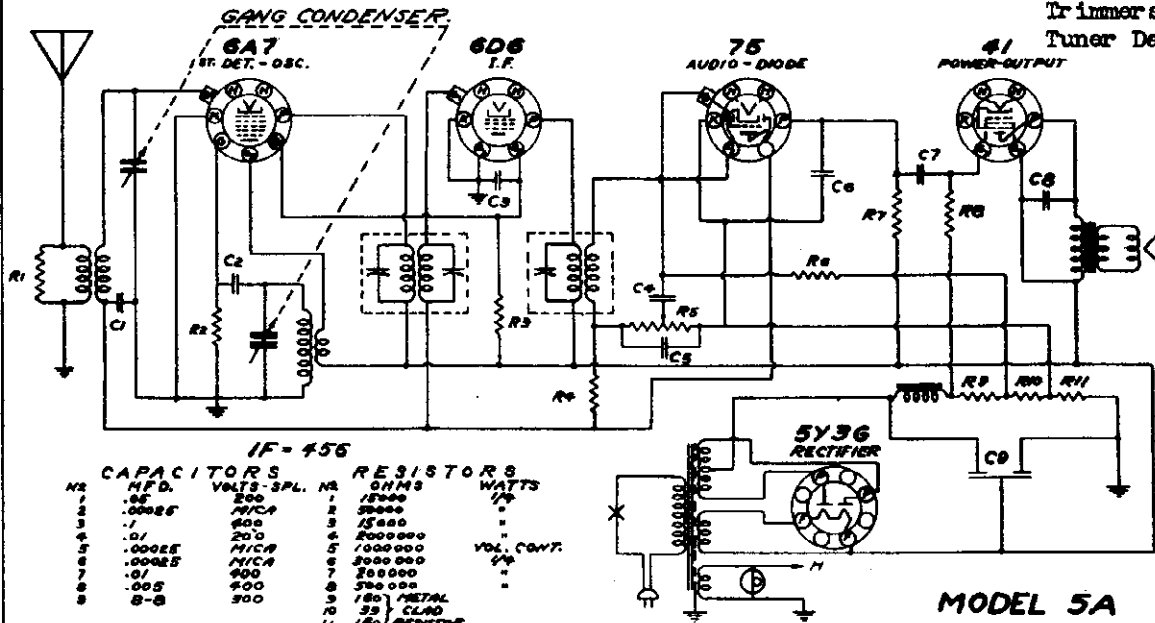 GANG CONDENSER.
Trimmers
Tuner De
6A7
ST. DET.-OSC.
6D6
I.F.
75
AUDIO-DIODE
41
POWER-OUTPUT
C3
C6
C7
C8
R7
R8
R1
C1
C2
R2
R3
R6
C4
R5
C5
R4
R9 R10 R11
IF = 456
5Y3G
RECTIFIER
C9
CAPACITORS RESISTORS
No MFD. VOLTS-SPL. No OHMS WATTS
1 .05 200 1 15000 1/4
2 .00025 MICA 2 50000 "
3 .1 400 3 15000 "
4 .01 200 4 2000000 "
5 .00025 MICA 5 1000000 VOL. CONT.
6 .00025 MICA 6 3000000 1/4
7 .01 400 7 200000 "
8 .005 400 8 500000 "
9 8-8 300 9 160 METAL
10 33 CLAD
H
MODEL 5A